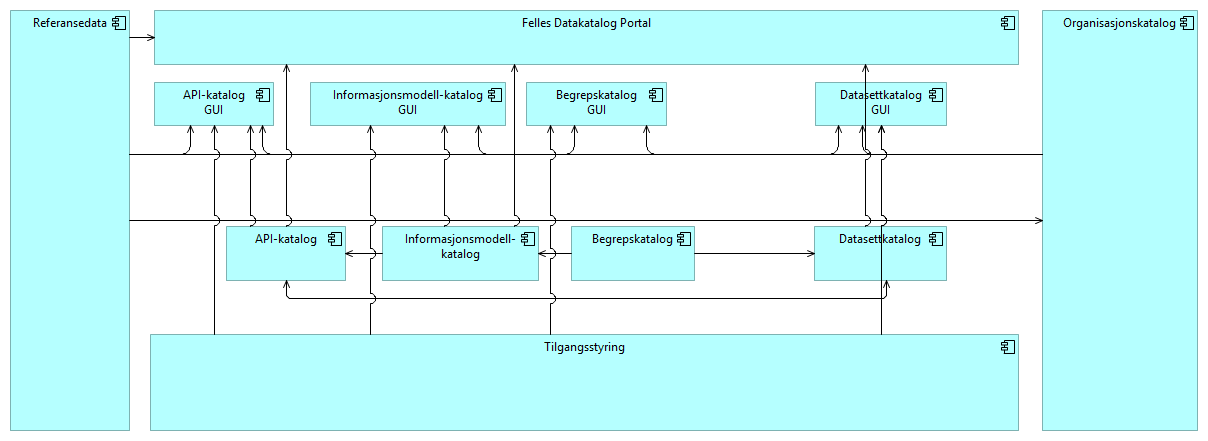 Referansedata
Felles Datakatalog Portal
Organisasjonskatalog
API-katalog
GUI
Informasjonsmodell-katalog
GUI
Begrepskatalog
GUI
Datasettkatalog
GUI
API-katalog
Informasjonsmodell-
katalog
Begrepskatalog
Datasettkatalog
Tilgangsstyring